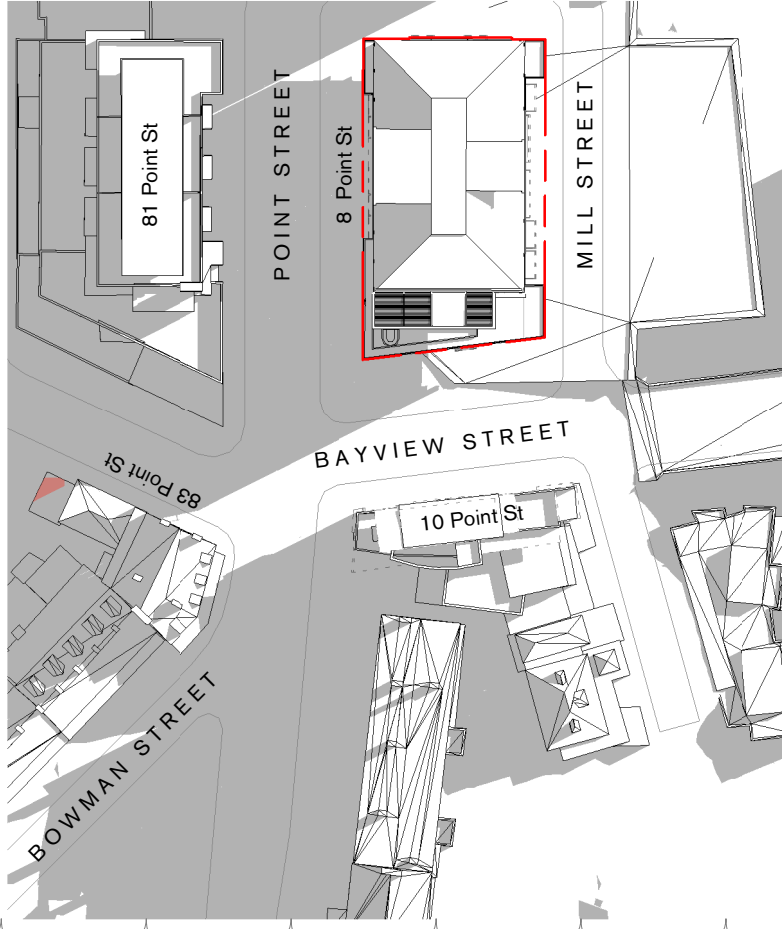 81 Point St
POINT STREET
8 Point St
MILL STREET
BAYVIEW STREET
83 Point St
10 Point St
BOWMAN STREET